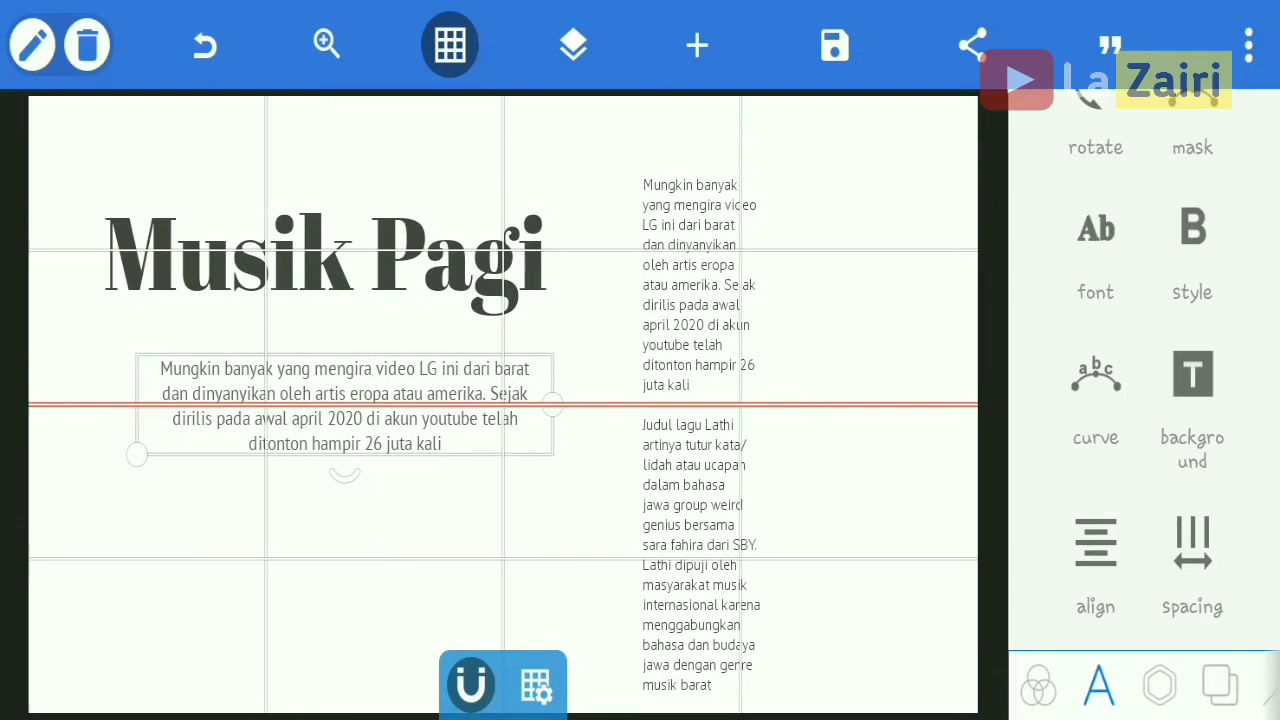 La Zairi
rotate
mask
Ab
B
font
style
abc
T
curve
backgro
und
align
spacing
A
Musik Pagi
Mungkin banyak yang mengira video LG ini dari barat
dan dinyanyikan oleh artis eropa atau amerika. Sejak
dirilis pada awal april 2020 di akun youtube telah
ditonton hampir 26 juta kali
Mungkin banyak
yang mengira video
LG ini dari barat
dan dinyanyikan
oleh artis eropa
atau amerika. Sejak
dirilis pada awal
april 2020 di akun
youtube telah
ditonton hampir 26
juta kali
Judul lagu Lathi
artinya tutur kata/
lidah atau ucapan
dalam bahasa
jawa group weird
genius bersama
sara fahira dari SBY.
Lathi dipuji oleh
masyarakat musik
internasional karena
menggabungkan
bahasa dan budaya
jawa dengan genre
musik barat